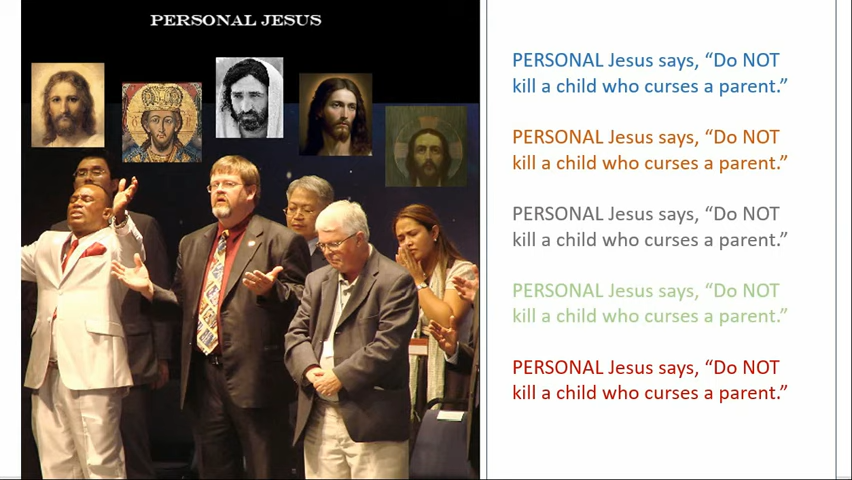 PERSONAL JESUS
PERSONAL Jesus says, “Do NOT
kill a child who curses a parent.”
PERSONAL Jesus says, “Do NOT
kill a child who curses a parent.”
PERSONAL Jesus says, “Do NOT
kill a child who curses a parent.”
PERSONAL Jesus says, “Do NOT
kill a child who curses a parent.”
PERSONAL Jesus says, “Do NOT
kill a child who curses a parent.”